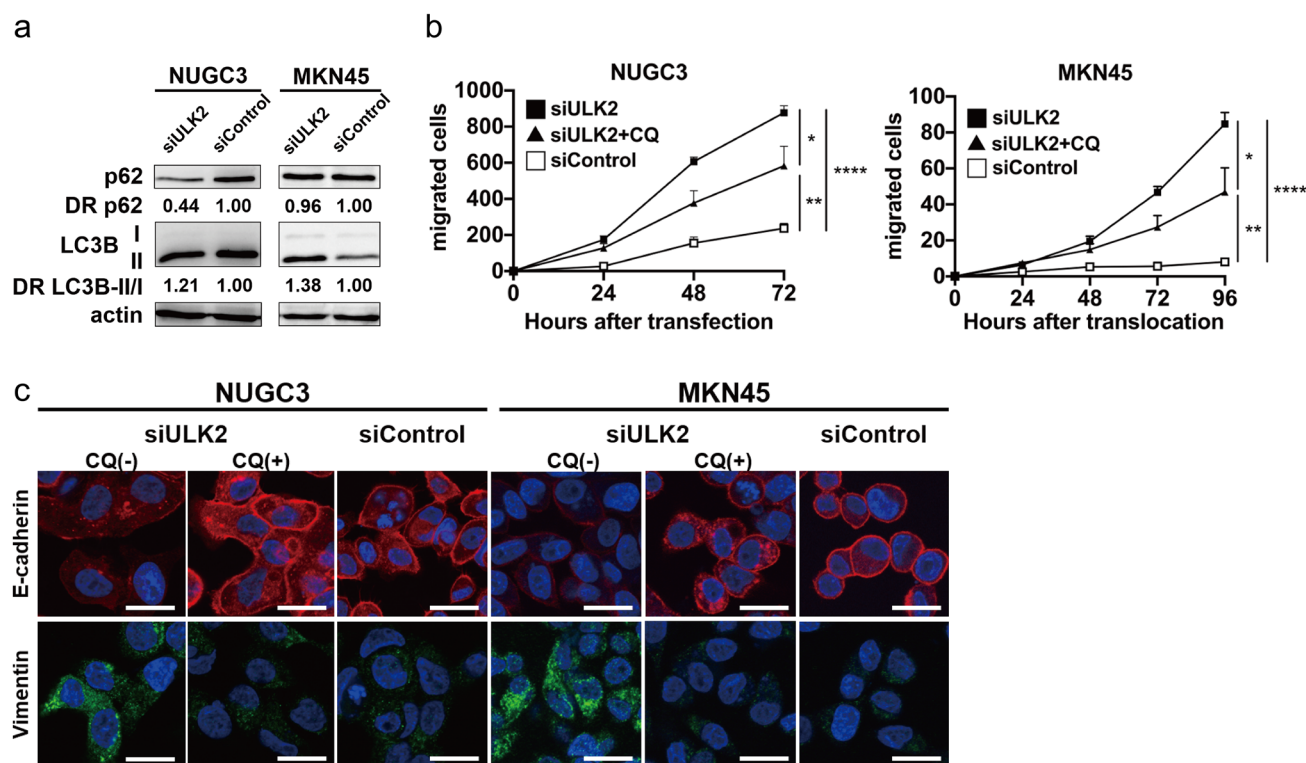 a
NUGC3 MKN45
siULK2 siControl siULK2 siControl
p62
DR p62 0.44 1.00 0.96 1.00
LC3B I
II
DR LC3B-II/I 1.21 1.00 1.38 1.00
actin
b
NUGC3
migrated cells
1000
800
600
400
200
0
siULK2
siULK2+CQ
siControl
* ** ****
0 24 48 72
Hours after transfection
MKN45
migrated cells
100
80
60
40
20
0
siULK2
siULK2+CQ
siControl
* ** ****
0 24 48 72 96
Hours after translocation
c
NUGC3 MKN45
siULK2 siControl siULK2 siControl
CQ(-) CQ(+) CQ(-) CQ(+)
E-cadherin
Vimentin